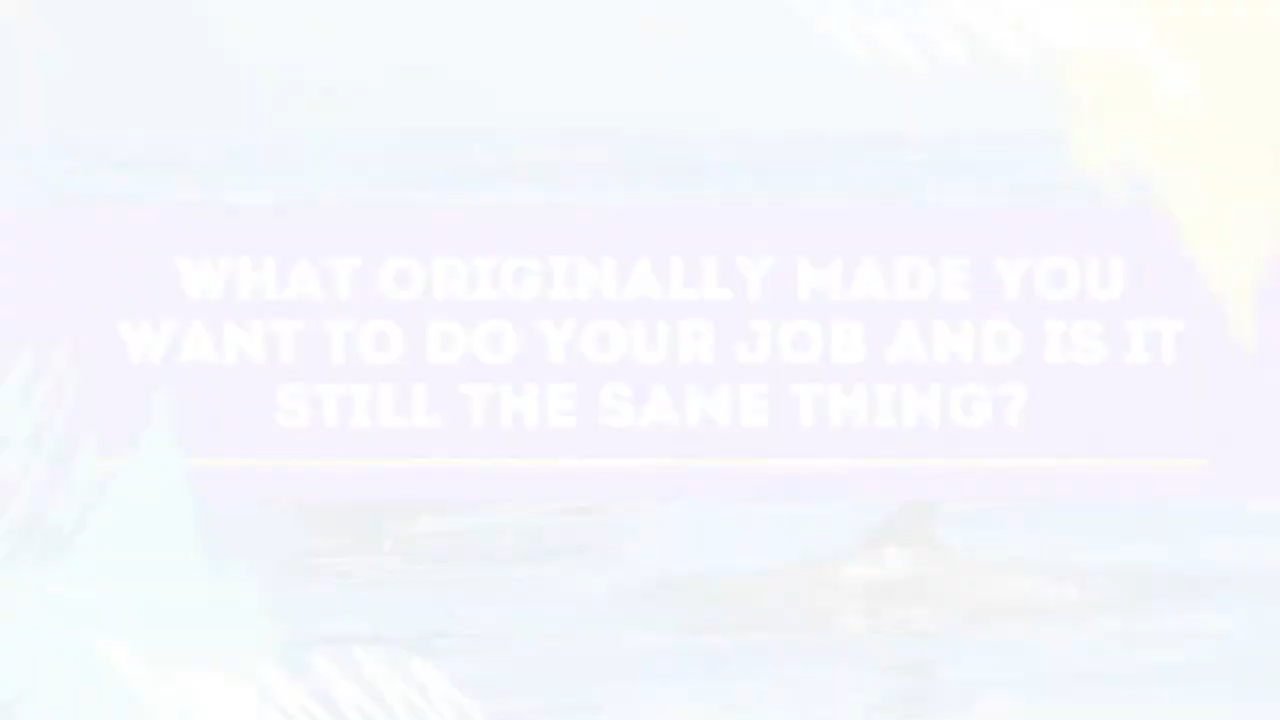 WHAT ORIGINALLY MADE YOU
WANT TO DO YOUR JOB AND IS IT
STILL THE SAME THING?